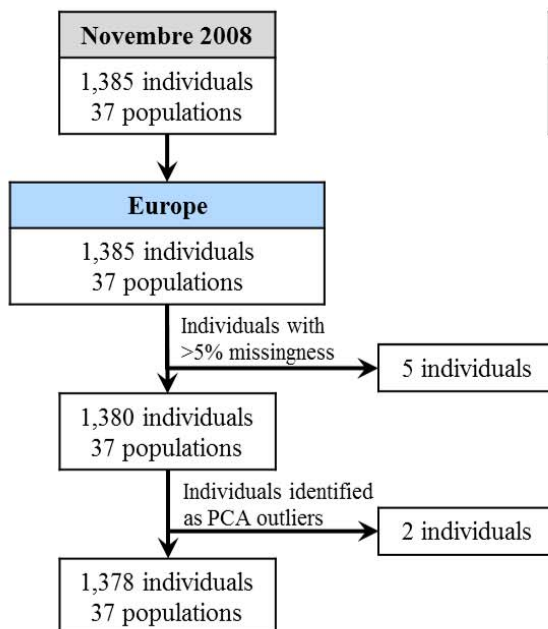 Novembre 2008
1,385 individuals
37 populations
Europe
1,385 individuals
37 populations
Individuals with
>5% missingness
5 individuals
1,380 individuals
37 populations
Individuals identified
as PCA outliers
2 individuals
1,378 individuals
37 populations